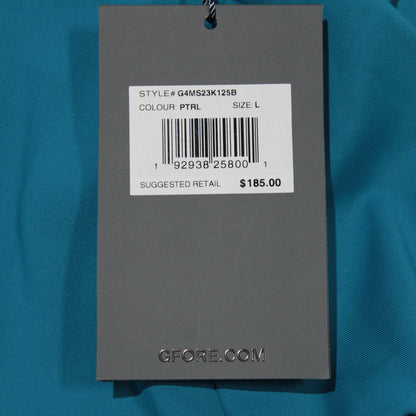 STYLE# G4MS23K125B
COLOUR: PTRL SIZE: L
1 92938 25800 1
SUGGESTED RETAIL $185.00
GFORE.COM